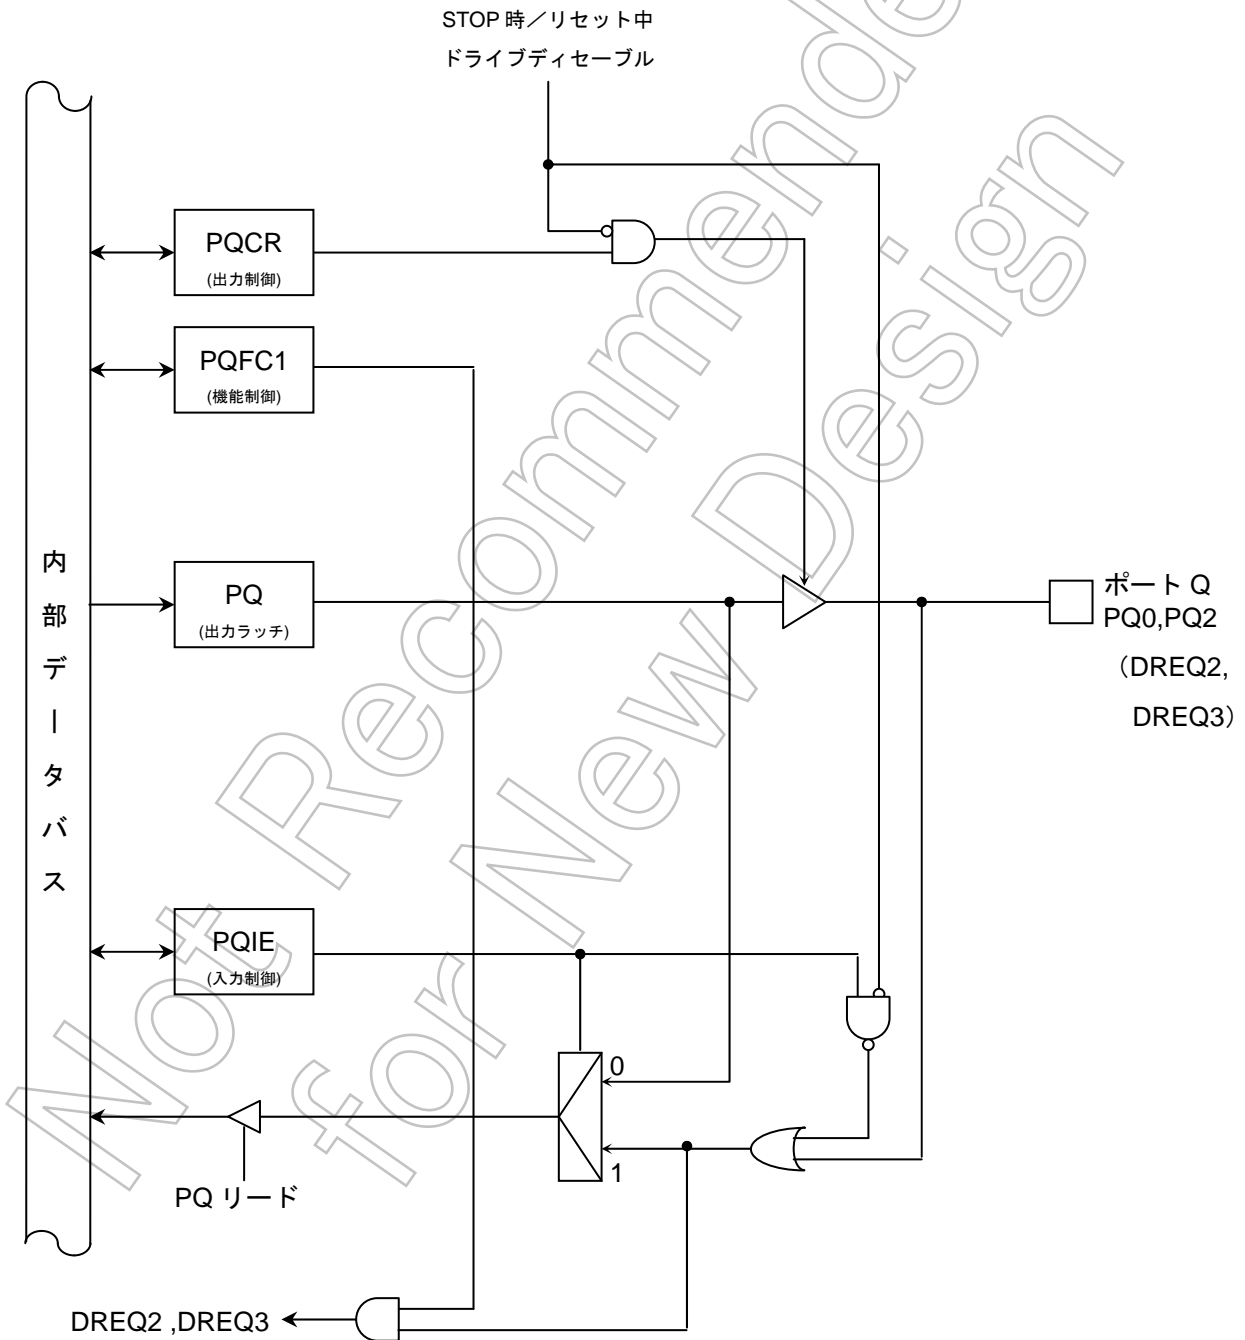 STOP 時／リセット中
ドライブディセーブル
PQCR
(出力制御)
PQFC1
(機能制御)
内部データバス
PQ
(出力ラッチ)
ポート Q
PQ0,PQ2
（DREQ2,
DREQ3）
PQIE
(入力制御)
0
1
PQ リード
DREQ2 ,DREQ3
Not Recommended
for New Design